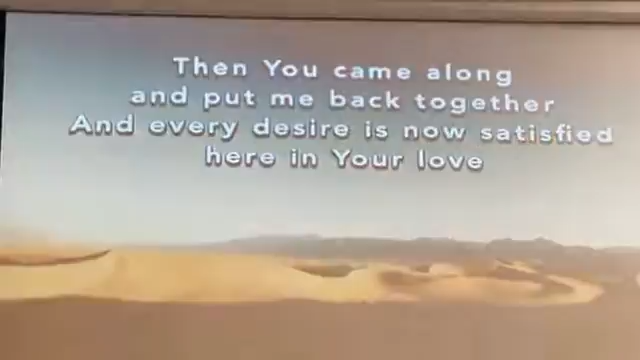 Then You came along
and put me back together
And every desire is now satisfied
here in Your love